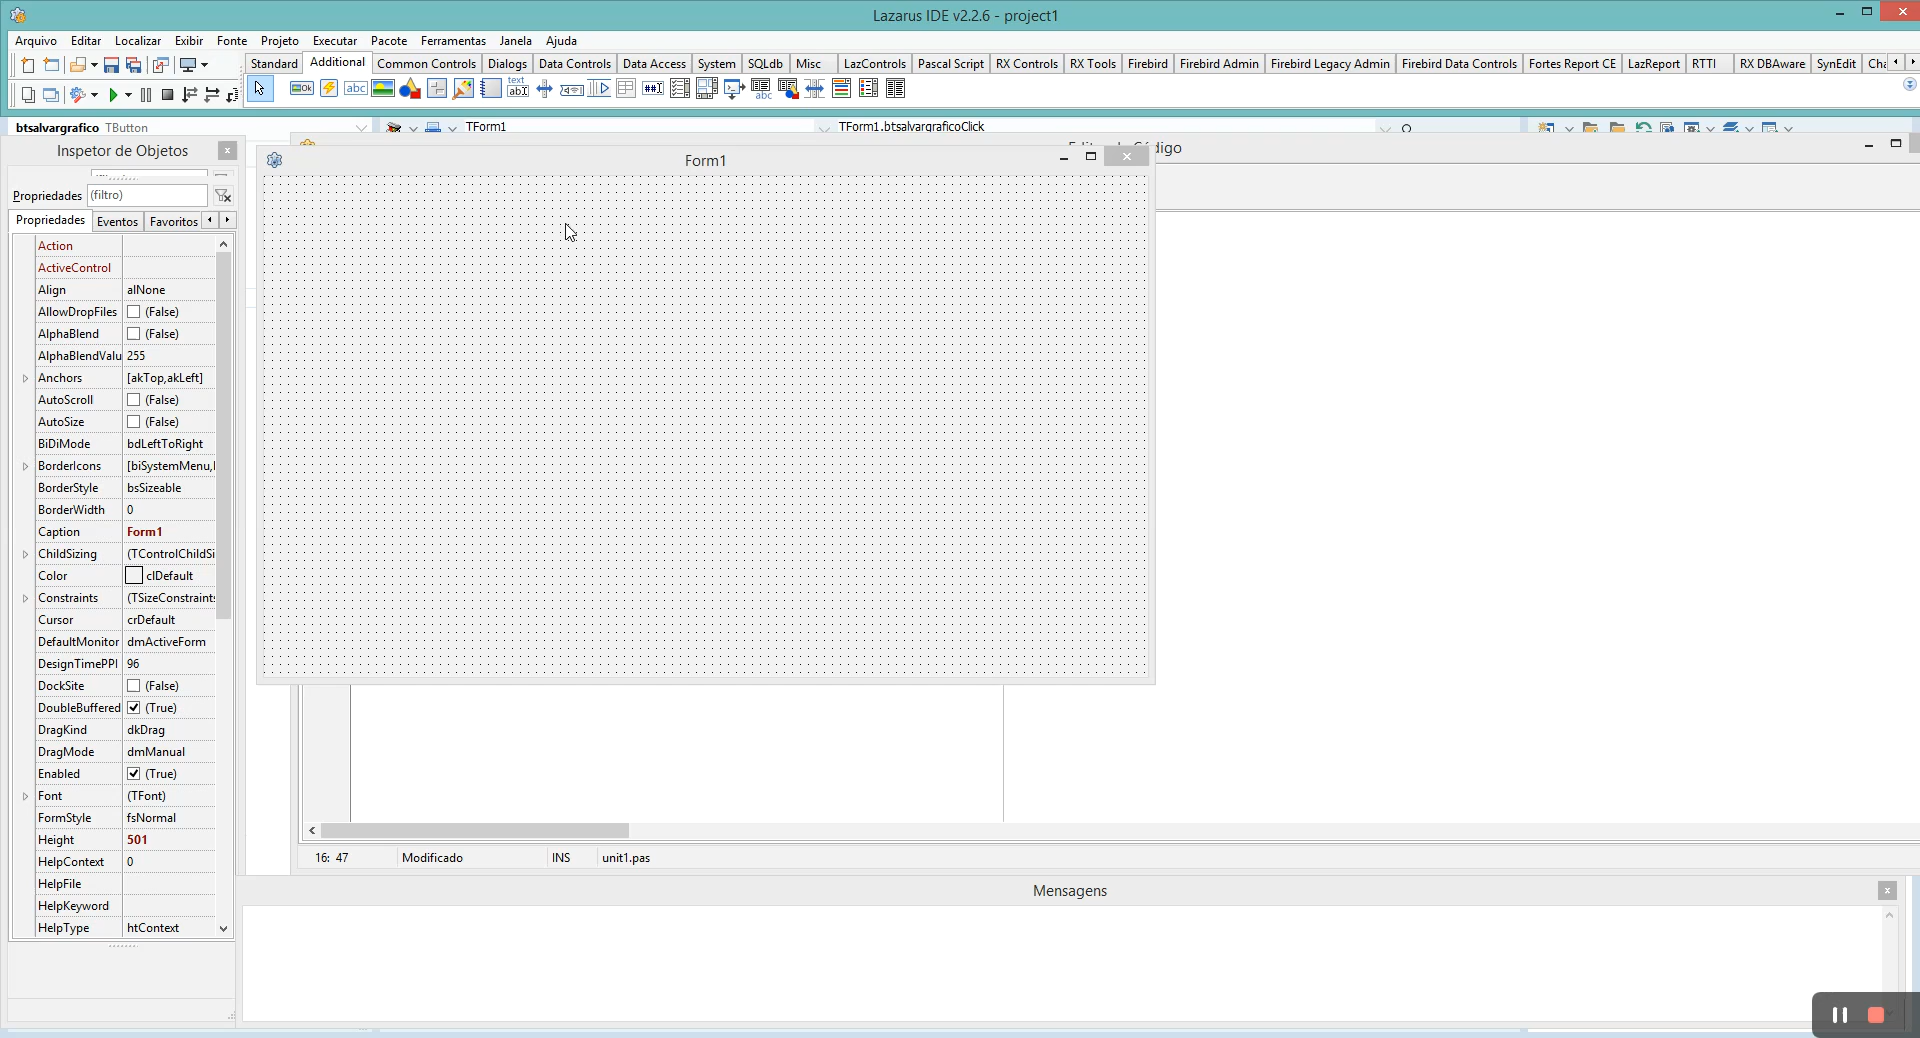 Lazarus IDE v2.2.6 - project1
Arquivo Editar Localizar Exibir Fonte Projeto Executar Pacote Ferramentas Janela Ajuda
Standard Additional Common Controls Dialogs Data Controls Data Access System SQLdb Misc LazControls Pascal Script RX Controls RX Tools Firebird Firebird Admin Firebird Legacy Admin Firebird Data Controls Fortes Report CE LazReport RTTI RX DBAware SynEdit
btsalvargrafico TButton TForm1 TForm1.btsalvargraficoClick
Inspetor de Objetos
Form1
Propriedades (filtro)
Propriedades Eventos Favoritos
Action
ActiveControl
Align alNone
AllowDropFiles (False)
AlphaBlend (False)
AlphaBlendValu 255
Anchors [akTop,akLeft]
AutoScroll (False)
AutoSize (False)
BiDiMode bdLeftToRight
BorderIcons [biSystemMenu,
BorderStyle bsSizeable
BorderWidth 0
Caption Form1
ChildSizing (TControlChildSi
Color clDefault
Constraints (TSizeConstraints
Cursor crDefault
DefaultMonitor dmActiveForm
DesignTimePPI 96
DockSite (False)
DoubleBuffered (True)
DragKind dkDrag
DragMode dmManual
Enabled (True)
Font (TFont)
FormStyle fsNormal
Height 501
HelpContext 0
HelpFile
HelpKeyword
HelpType htContext
16: 47 Modificado INS unit1.pas
Mensagens